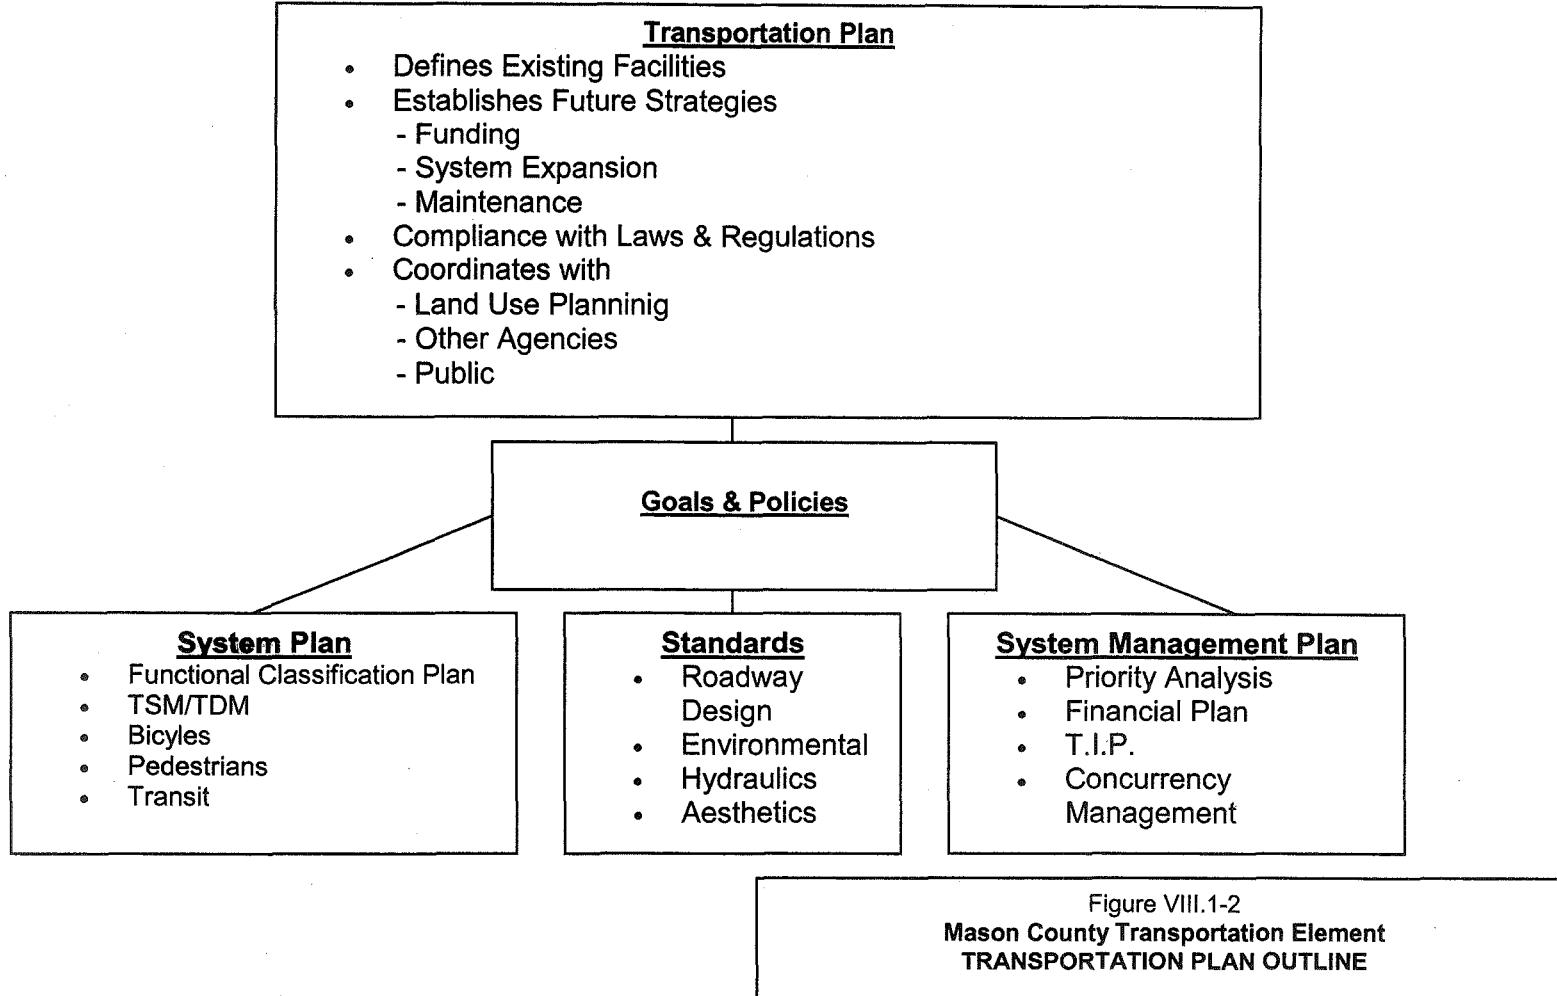 Transportation Plan
• Defines Existing Facilities
• Establishes Future Strategies
- Funding
- System Expansion
- Maintenance
• Compliance with Laws & Regulations
• Coordinates with
- Land Use Planninig
- Other Agencies
- Public
Goals & Policies
System Plan
• Functional Classification Plan
• TSM/TDM
• Bicyles
• Pedestrians
• Transit
Standards
• Roadway
Design
• Environmental
• Hydraulics
• Aesthetics
System Management Plan
• Priority Analysis
• Financial Plan
• T.I.P.
• Concurrency
Management
Figure VIII.1-2
Mason County Transportation Element
TRANSPORTATION PLAN OUTLINE